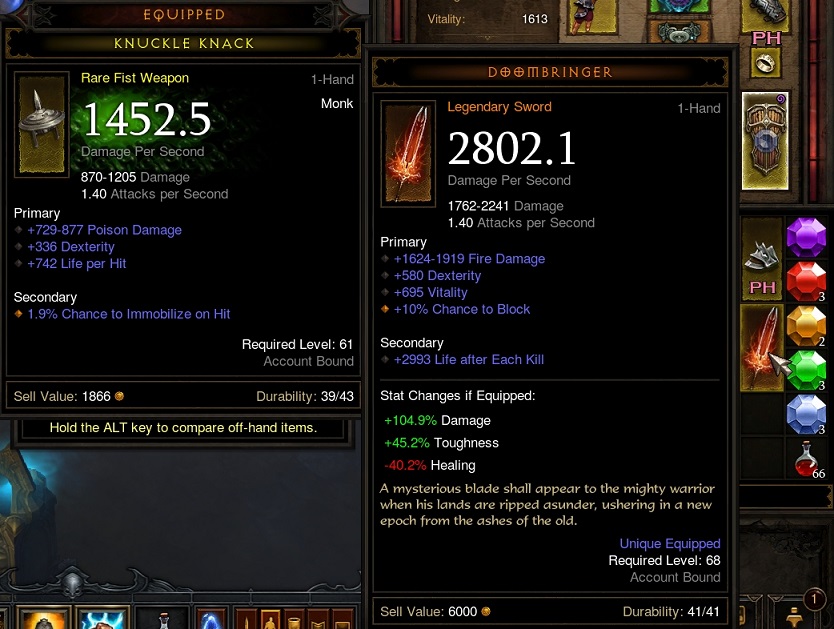 EQUIPPED
KNUCKLE KNACK
Rare Fist Weapon
1-Hand
1452.5
Monk
Damage Per Second
870-1205 Damage
1.40 Attacks per Second
Primary
+729-877 Poison Damage
+336 Dexterity
+742 Life per Hit
Secondary
1.9% Chance to Immobilize on Hit
Required Level: 61
Account Bound
Sell Value: 1866
Durability: 39/43
Hold the ALT key to compare off-hand items.
Vitality: 1613
DOOMBRINGER
Legendary Sword
1-Hand
2802.1
Damage Per Second
1762-2241 Damage
1.40 Attacks per Second
Primary
+1624-1919 Fire Damage
+580 Dexterity
+695 Vitality
+10% Chance to Block
Secondary
+2993 Life after Each Kill
Stat Changes if Equipped:
+104.9% Damage
+45.2% Toughness
-40.2% Healing
A mysterious blade shall appear to the mighty warrior
when his lands are ripped asunder, ushering in a new
epoch from the ashes of the old.
Unique Equipped
Required Level: 68
Account Bound
Sell Value: 6000
Durability: 41/41
PH
PH
3
2
3
3
66
1